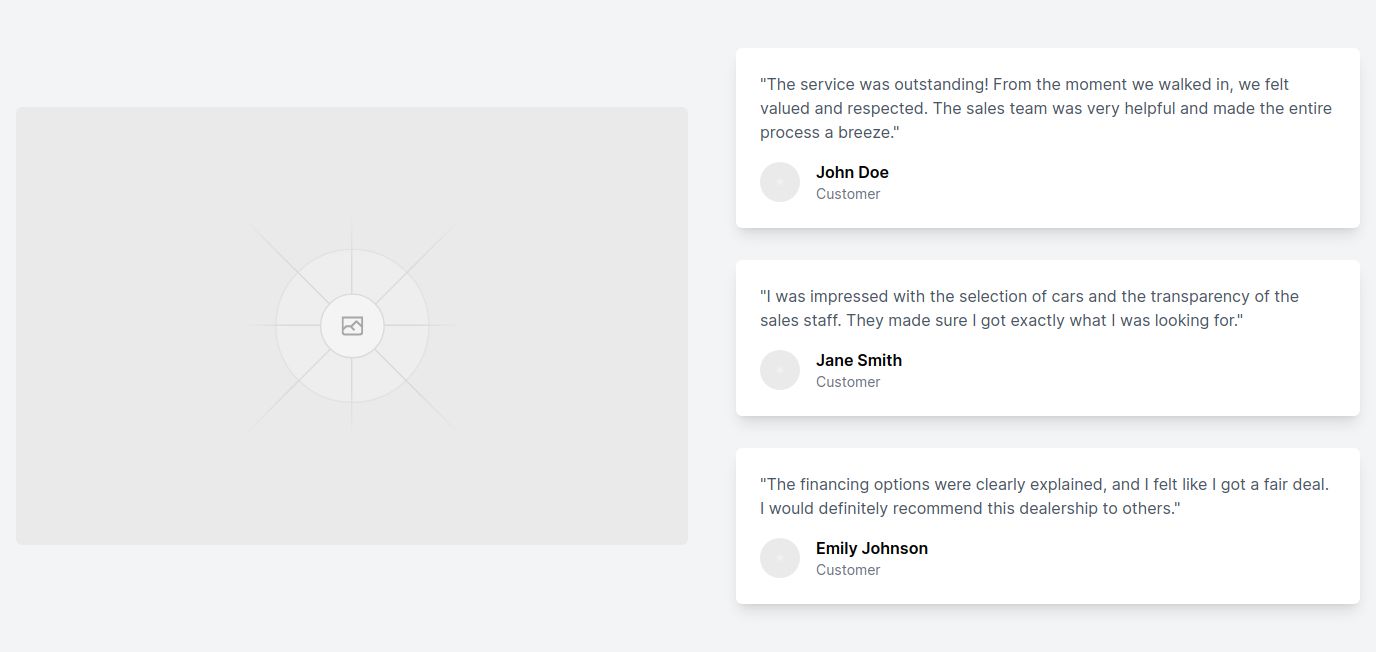 "The service was outstanding! From the moment we walked in, we felt
valued and respected. The sales team was very helpful and made the entire
process a breeze."
John Doe
Customer
"I was impressed with the selection of cars and the transparency of the
sales staff. They made sure I got exactly what I was looking for."
Jane Smith
Customer
"The financing options were clearly explained, and I felt like I got a fair deal.
I would definitely recommend this dealership to others."
Emily Johnson
Customer